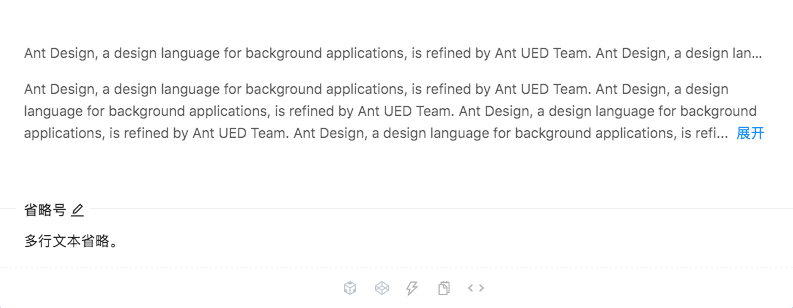 Ant Design, a design language for background applications, is refined by Ant UED Team. Ant Design, a design lan...
Ant Design, a design language for background applications, is refined by Ant UED Team. Ant Design, a design
language for background applications, is refined by Ant UED Team. Ant Design, a design language for background
applications, is refined by Ant UED Team. Ant Design, a design language for background applications, is refi... 展开
省略号
多行文本省略。